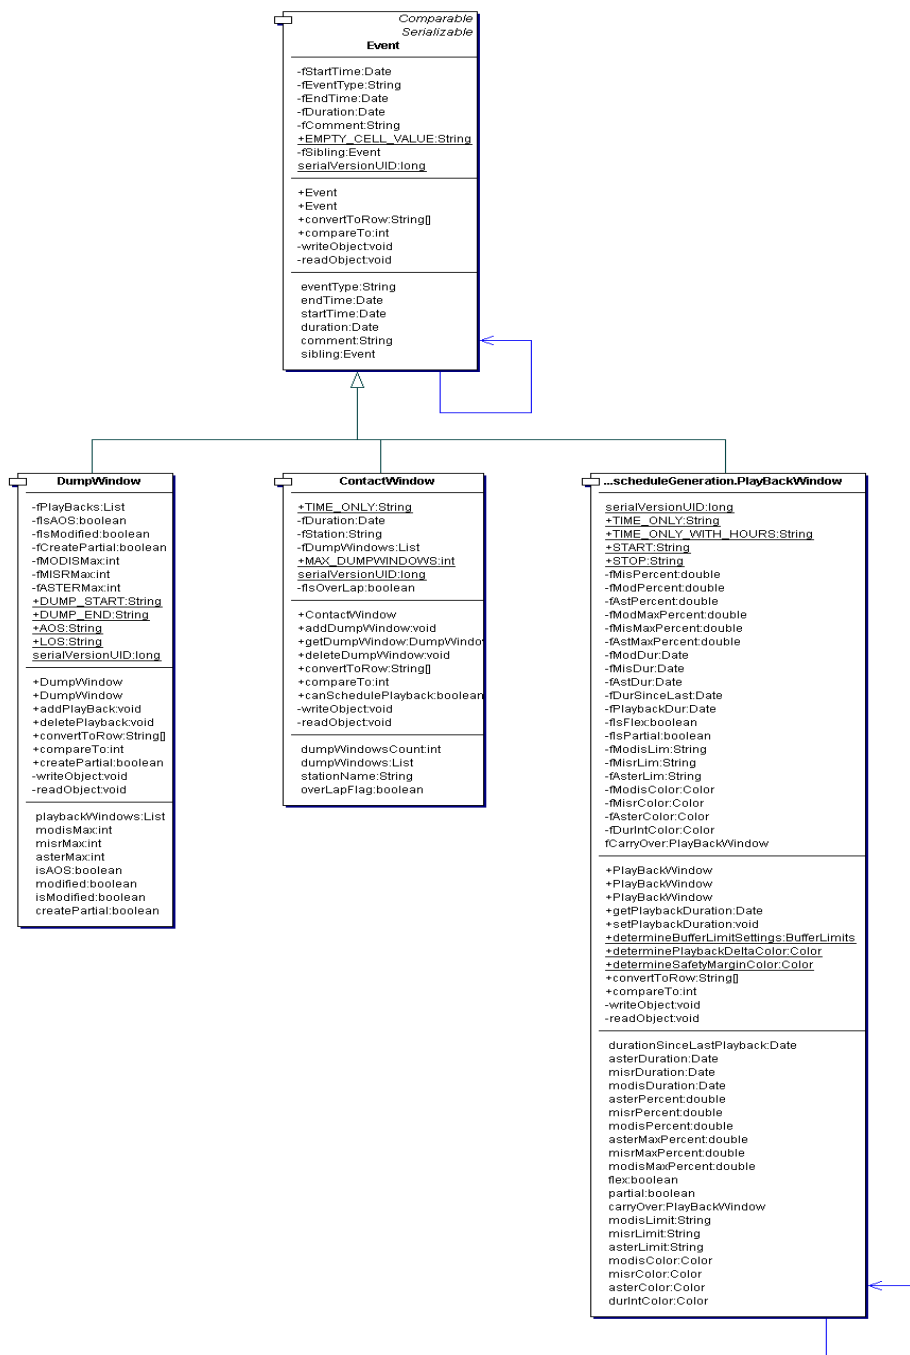 Comparable
Serializable
Event
-fStartTime:Date
-fEventType:String
-fEndTime:Date
-fDuration:Date
-fComment:String
+EMPTY_CELL_VALUE:String
-fSibling:Event
serialVersionUID:long
+Event
+Event
+convertToRow:String[]
+compareTo:int
-writeObject:void
-readObject:void
eventType:String
endTime:Date
startTime:Date
duration:Date
comment:String
sibling:Event
DumpWindow
-fPlayBacks:List
-fIsAOS:boolean
-fIsModified:boolean
-fCreatePartial:boolean
-fMODISMax:int
-fMISRMax:int
-fASTERMax:int
+DUMP_START:String
+DUMP_END:String
+AOS:String
+LOS:String
serialVersionUID:long
+DumpWindow
+DumpWindow
+addPlayBack:void
+deletePlayback:void
+convertToRow:String[]
+compareTo:int
+createPartial:boolean
-writeObject:void
-readObject:void
playbackWindows:List
modisMax:int
misrMax:int
asterMax:int
isAOS:boolean
modified:boolean
isModified:boolean
createPartial:boolean
ContactWindow
+TIME_ONLY:String
-fDuration:Date
-fStation:String
-fDumpWindows:List
+MAX_DUMPWINDOWS:int
serialVersionUID:long
-fIsOverLap:boolean
+ContactWindow
+addDumpWindow:void
+getDumpWindow:DumpWindow
+deleteDumpWindow:void
+convertToRow:String[]
+compareTo:int
+canSchedulePlayback:boolean
-writeObject:void
-readObject:void
dumpWindowsCount:int
dumpWindows:List
stationName:String
overLapFlag:boolean
...scheduleGeneration.PlayBackWindow
serialVersionUID:long
+TIME_ONLY:String
+TIME_ONLY_WITH_HOURS:String
+START:String
+STOP:String
-fMisPercent:double
-fModPercent:double
-fAstPercent:double
-fModMaxPercent:double
-fMisMaxPercent:double
-fAstMaxPercent:double
-fModDur:Date
-fMisDur:Date
-fAstDur:Date
-fDurSinceLast:Date
-fPlaybackDur:Date
-fIsFlex:boolean
-fIsPartial:boolean
-fModisLim:String
-fMisrLim:String
-fAsterLim:String
-fModisColor:Color
-fMisrColor:Color
-fAsterColor:Color
-fDurIntColor:Color
fCarryOver:PlayBackWindow
+PlayBackWindow
+PlayBackWindow
+PlayBackWindow
+getPlaybackDuration:Date
+setPlaybackDuration:void
+determineBufferLimitSettings:BufferLimits
+determinePlaybackDeltaColor:Color
+determineSafetyMarginColor:Color
+convertToRow:String[]
+compareTo:int
-writeObject:void
-readObject:void
durationSinceLastPlayback:Date
asterDuration:Date
misrDuration:Date
modisDuration:Date
asterPercent:double
misrPercent:double
modisPercent:double
asterMaxPercent:double
misrMaxPercent:double
modisMaxPercent:double
flex:boolean
partial:boolean
carryOver:PlayBackWindow
modisLimit:String
misrLimit:String
asterLimit:String
modisColor:Color
misrColor:Color
asterColor:Color
durIntColor:Color